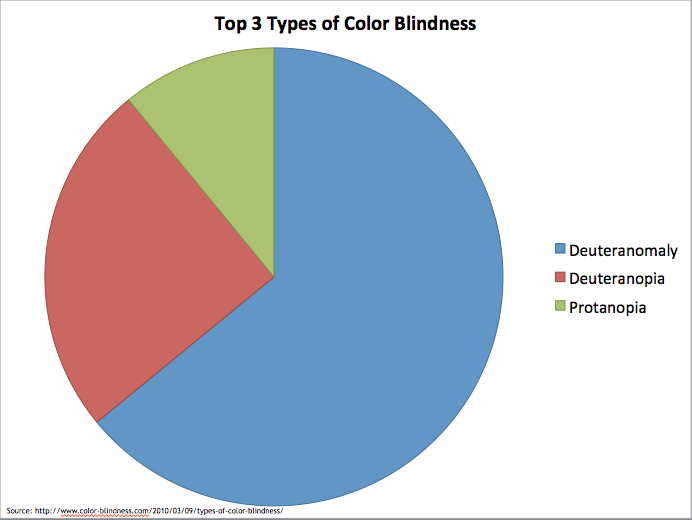 Top 3 Types of Color Blindness
Deuteranomaly
Deuteranopia
Protanopia
Source: http://www.color-blindness.com/2010/03/09/types-of-color-blindness/